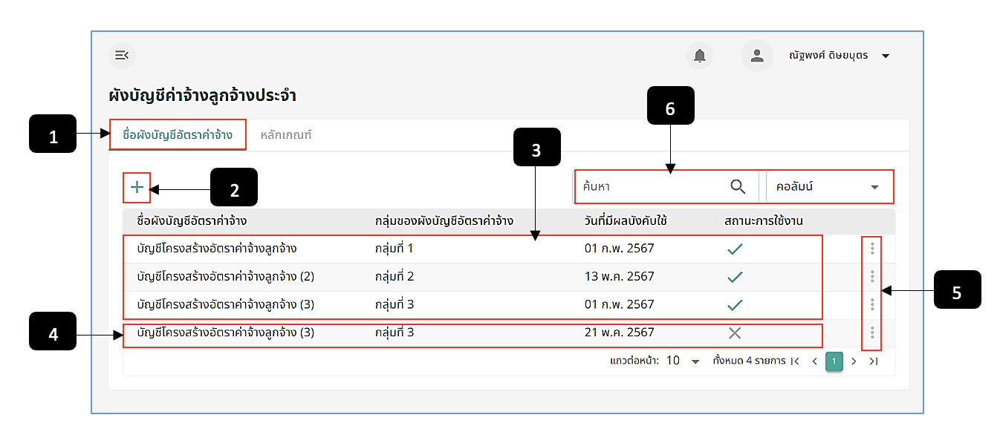 ณัฐพงศ์ ดิษยบุตร
ผังบัญชีค่าจ้างลูกจ้างประจำ
6
1
ชื่อผังบัญชีอัตราค่าจ้าง หลักเกณฑ์
3
2
ค้นหา คอลัมน์
ชื่อผังบัญชีอัตราค่าจ้าง กลุ่มของผังบัญชีอัตราค่าจ้าง วันที่มีผลบังคับใช้ สถานะการใช้งาน
บัญชีโครงสร้างอัตราค่าจ้างลูกจ้าง กลุ่มที่ 1 01 ก.พ. 2567
บัญชีโครงสร้างอัตราค่าจ้างลูกจ้าง (2) กลุ่มที่ 2 13 พ.ค. 2567
5
บัญชีโครงสร้างอัตราค่าจ้างลูกจ้าง (3) กลุ่มที่ 3 01 ก.พ. 2567
4
บัญชีโครงสร้างอัตราค่าจ้างลูกจ้าง (3) กลุ่มที่ 3 21 พ.ค. 2567
แถวต่อหน้า: 10 ทั้งหมด 4 รายการ 1